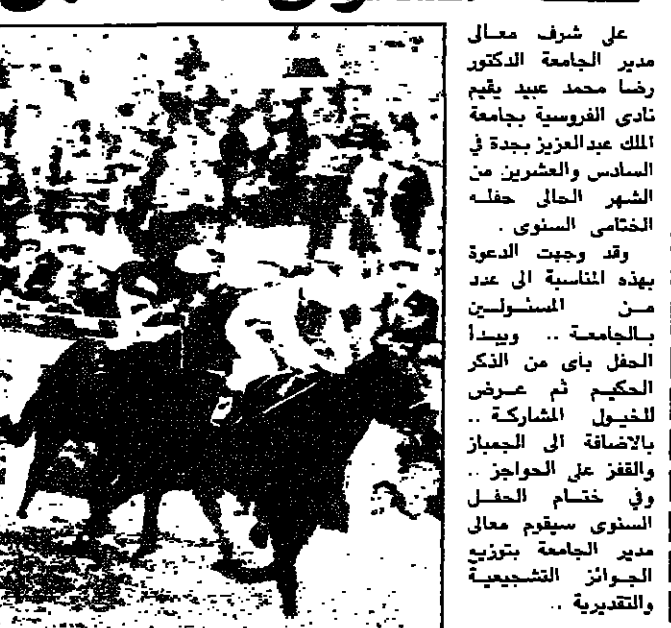 على شرف معالى
مدير الجامعة الدكتور
رضا محمد عبيد يقيم
نادى الفروسية بجامعة
الملك عبدالعزيز بجدة في
السادس والعشرين من
الشهر الحالى حفله
الختامى السنوى .
وقد وجهت الدعوة
بهذه المناسبة الى عدد
من المسئولين
بالجامعة .. ويبدأ
الحفل بآى من الذكر
الحكيم ثم عرض
للخيول المشاركة ..
بالاضافة الى الجمباز
والقفز على الحواجز ..
وفي ختام الحفل
السنوى سيقوم معالى
مدير الجامعة بتوزيع
الجوائز التشجيعية
والتقديرية ..